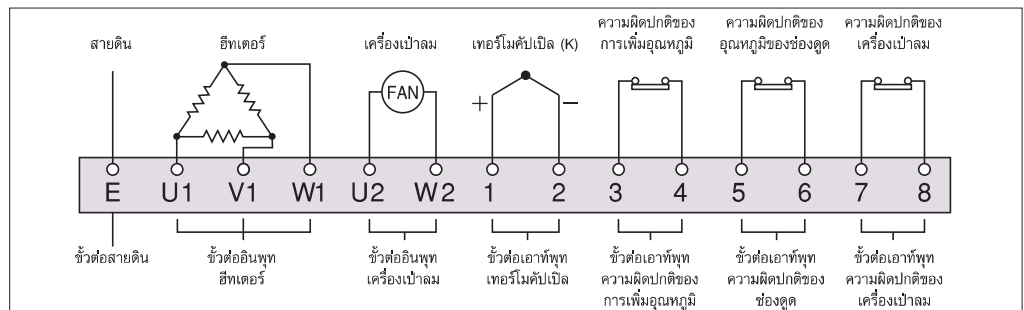 สายดิน
ฮีทเตอร์
เครื่องเป่าลม
เทอร์โมคัปเปิล (K)
ความผิดปกติของ
การเพิ่มอุณหภูมิ
ความผิดปกติของ
อุณหภูมิของช่องดูด
ความผิดปกติของ
เครื่องเป่าลม
FAN
+
−
E U1 V1 W1 U2 W2 1 2 3 4 5 6 7 8
ขั้วต่อสายดิน
ขั้วต่ออินพุท
ฮีทเตอร์
ขั้วต่ออินพุท
เครื่องเป่าลม
ขั้วต่อเอาท์พุท
เทอร์โมคัปเปิล
ขั้วต่อเอาท์พุท
ความผิดปกติของ
การเพิ่มอุณหภูมิ
ขั้วต่อเอาท์พุท
ความผิดปกติของ
ช่องดูด
ขั้วต่อเอาท์พุท
ความผิดปกติของ
เครื่องเป่าลม